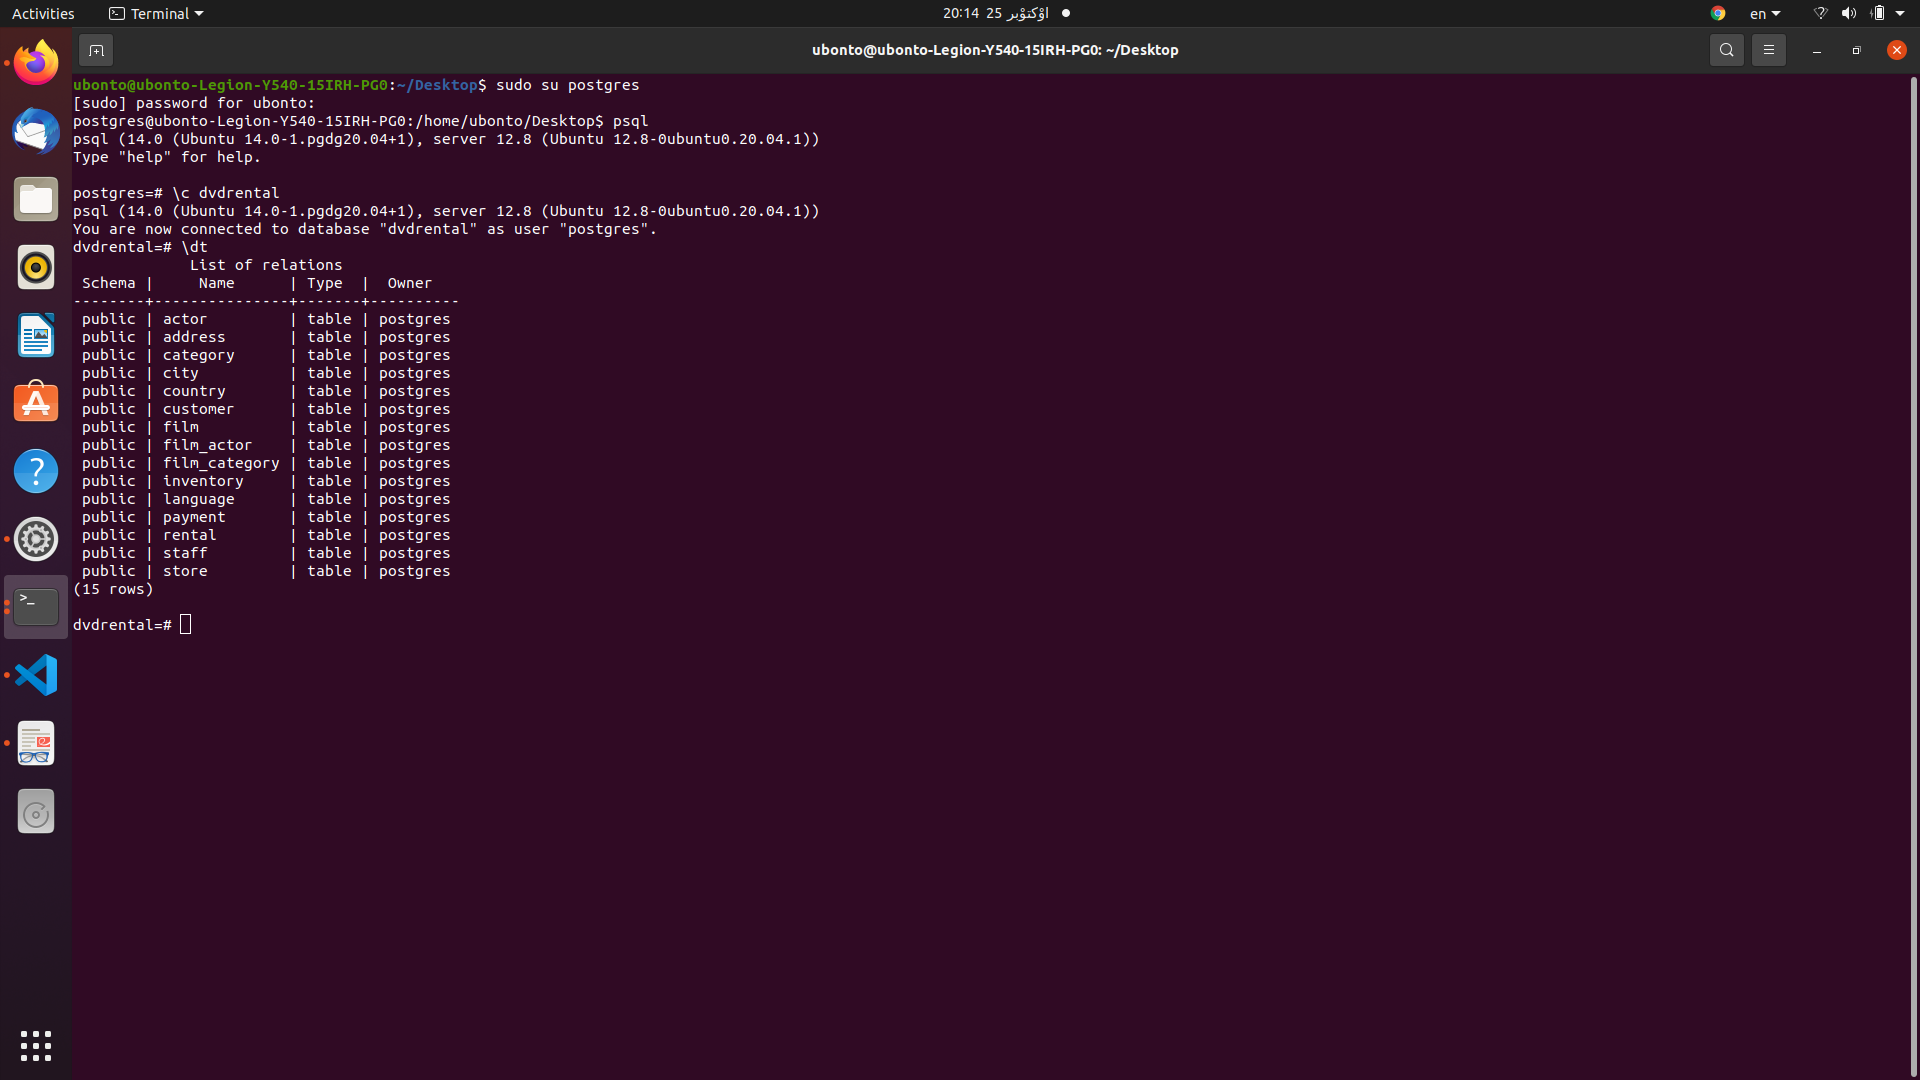 Activities Terminal 20:14 25 اؤکتوْبر en
ubonto@ubonto-Legion-Y540-15IRH-PG0: ~/Desktop
ubonto@ubonto-Legion-Y540-15IRH-PG0:~/Desktop$ sudo su postgres
[sudo] password for ubonto:
postgres@ubonto-Legion-Y540-15IRH-PG0:/home/ubonto/Desktop$ psql
psql (14.0 (Ubuntu 14.0-1.pgdg20.04+1), server 12.8 (Ubuntu 12.8-0ubuntu0.20.04.1))
Type "help" for help.
postgres=# \c dvdrental
psql (14.0 (Ubuntu 14.0-1.pgdg20.04+1), server 12.8 (Ubuntu 12.8-0ubuntu0.20.04.1))
You are now connected to database "dvdrental" as user "postgres".
dvdrental=# \dt
             List of relations
 Schema |     Name      | Type  |  Owner
--------+---------------+-------+----------
 public | actor         | table | postgres
 public | address       | table | postgres
 public | category      | table | postgres
 public | city          | table | postgres
 public | country       | table | postgres
 public | customer      | table | postgres
 public | film          | table | postgres
 public | film_actor    | table | postgres
 public | film_category | table | postgres
 public | inventory     | table | postgres
 public | language      | table | postgres
 public | payment       | table | postgres
 public | rental        | table | postgres
 public | staff         | table | postgres
 public | store         | table | postgres
(15 rows)
dvdrental=#